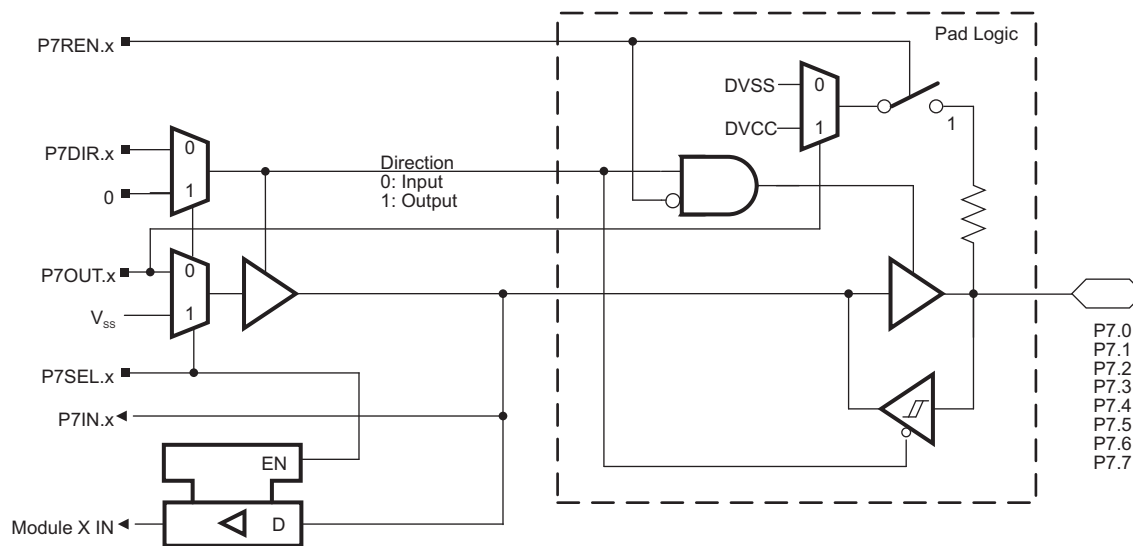 Pad Logic
P7REN.x
DVSS
0
DVCC
1
1
P7DIR.x
0
0
1
Direction
0: Input
1: Output
P7OUT.x
0
VSS
1
P7SEL.x
P7IN.x
EN
Module X IN
D
P7.0
P7.1
P7.2
P7.3
P7.4
P7.5
P7.6
P7.7